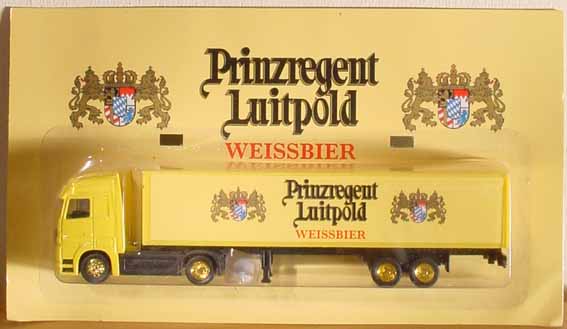 Prinzregent
Luitpold
WEISSBIER
Prinzregent
Luitpold
WEISSBIER